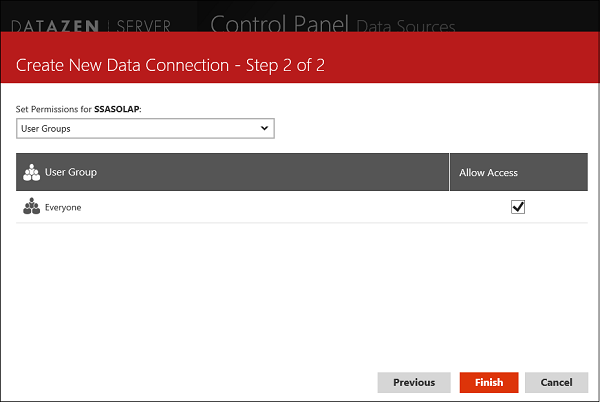 DATAZEN | SERVER Control Panel Data Sources
Create New Data Connection - Step 2 of 2
Set Permissions for SSASOLAP:
User Groups
User Group Allow Access
Everyone
Previous Finish Cancel